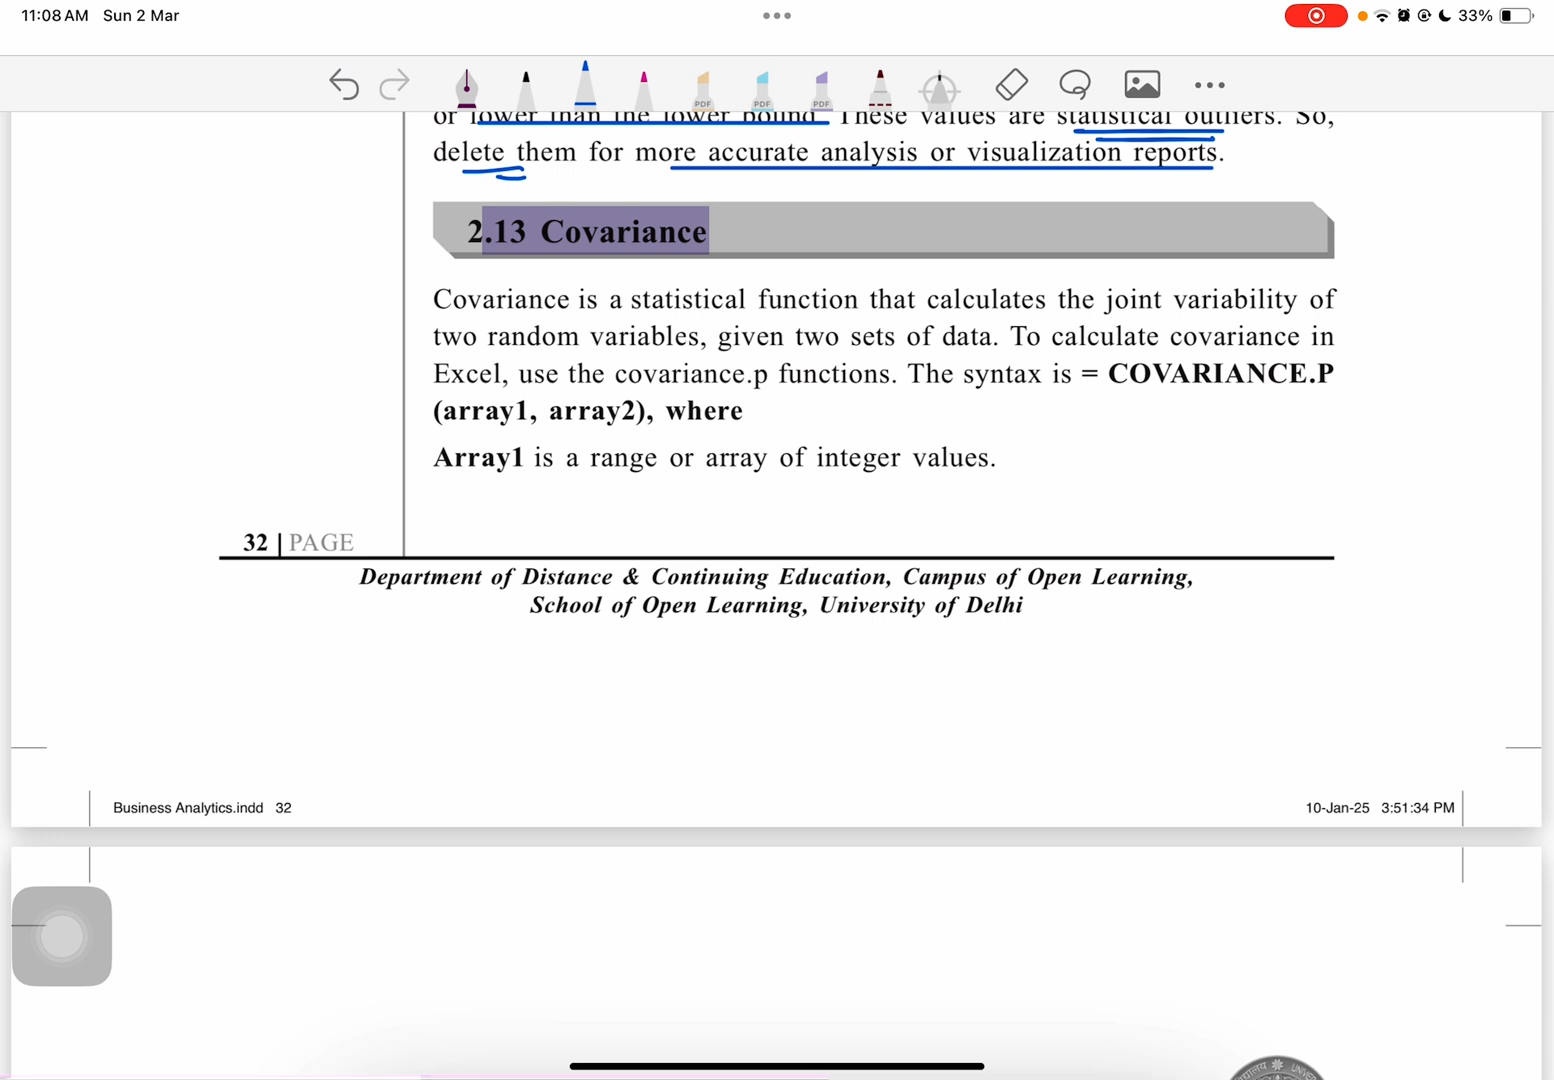 11:08 AM Sun 2 Mar
33%
PDF PDF PDF
or lower than the lower bound. These values are statistical outliers. So,
delete them for more accurate analysis or visualization reports.
2.13 Covariance
Covariance is a statistical function that calculates the joint variability of
two random variables, given two sets of data. To calculate covariance in
Excel, use the covariance.p functions. The syntax is = COVARIANCE.P
(array1, array2), where
Array1 is a range or array of integer values.
32 | PAGE
Department of Distance & Continuing Education, Campus of Open Learning,
School of Open Learning, University of Delhi
Business Analytics.indd 32
10-Jan-25 3:51:34 PM